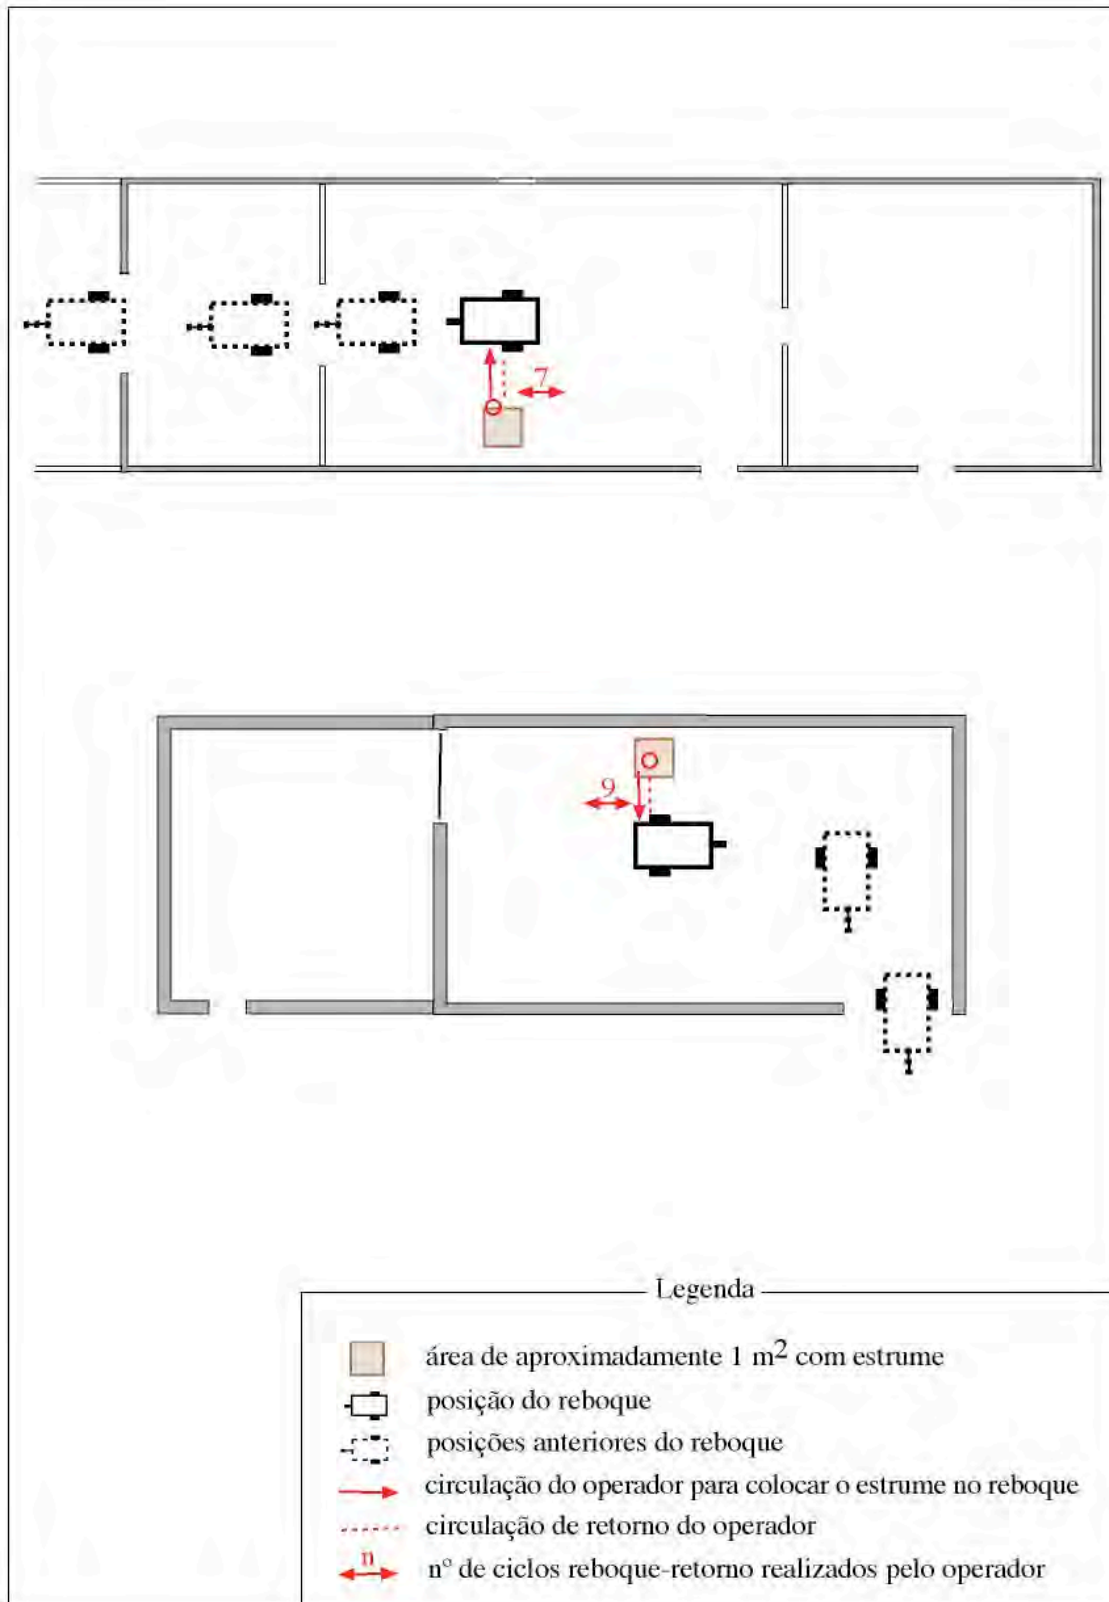 7
9
Legenda
área de aproximadamente 1 m2 com estrume
posição do reboque
posições anteriores do reboque
circulação do operador para colocar o estrume no reboque
circulação de retorno do operador
n
nº de ciclos reboque-retorno realizados pelo operador